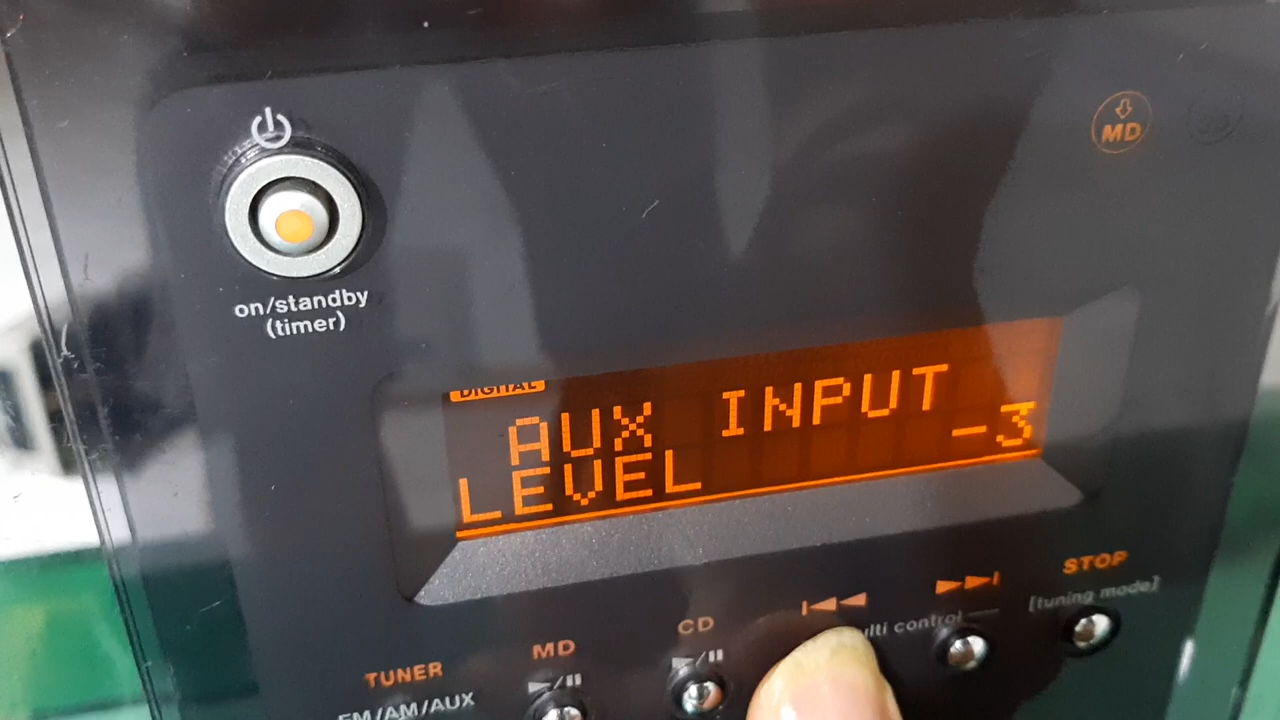 MD
on/standby
(timer)
DIGITAL
AUX INPUT
LEVEL -3
STOP
[tuning mode]
multi control
CD
MD
TUNER
FM/AM/AUX